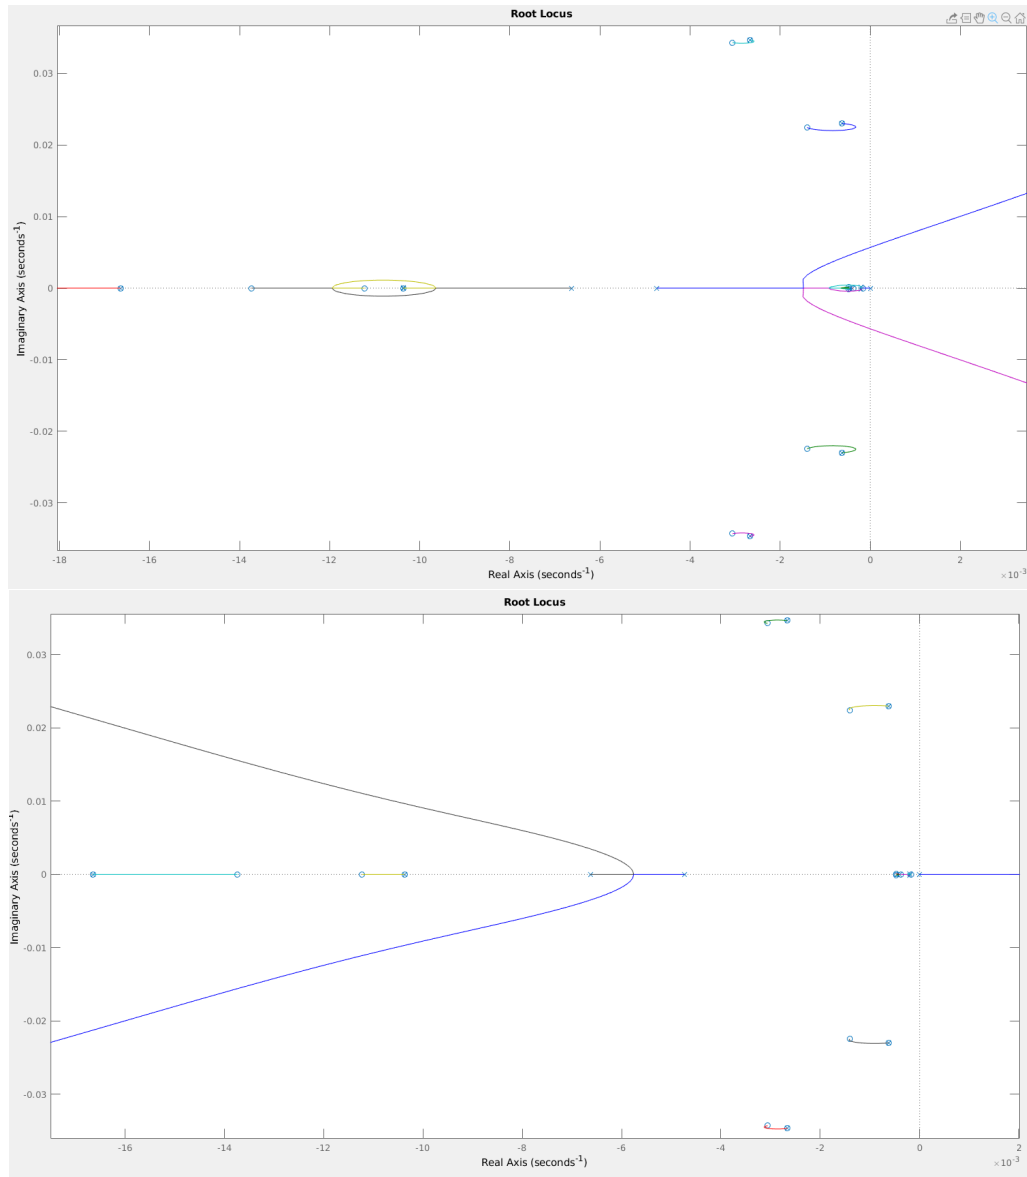 Root Locus
0.03
0.02
0.01
0
-0.01
-0.02
-0.03
Imaginary Axis (seconds⁻¹)
-18 -16 -14 -12 -10 -8 -6 -4 -2 0 2
Real Axis (seconds⁻¹)
×10⁻³
Root Locus
0.03
0.02
0.01
0
-0.01
-0.02
-0.03
Imaginary Axis (seconds⁻¹)
-16 -14 -12 -10 -8 -6 -4 -2 0 2
Real Axis (seconds⁻¹)
×10⁻³